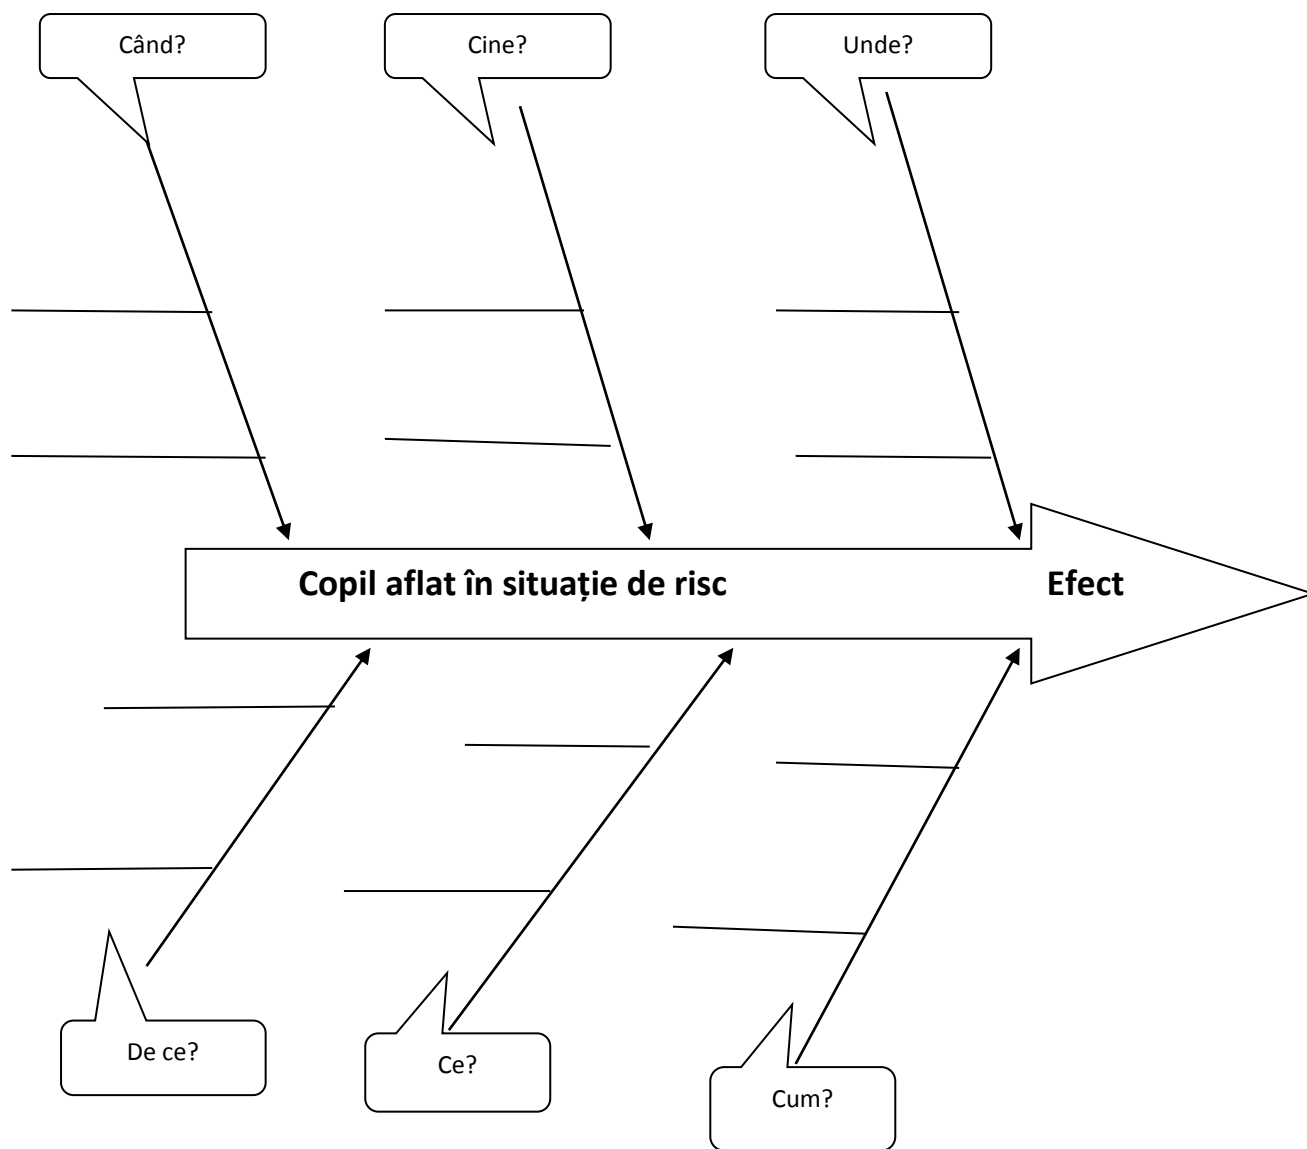 Când?
Cine?
Unde?
Copil aflat în situație de risc
Efect
De ce?
Ce?
Cum?